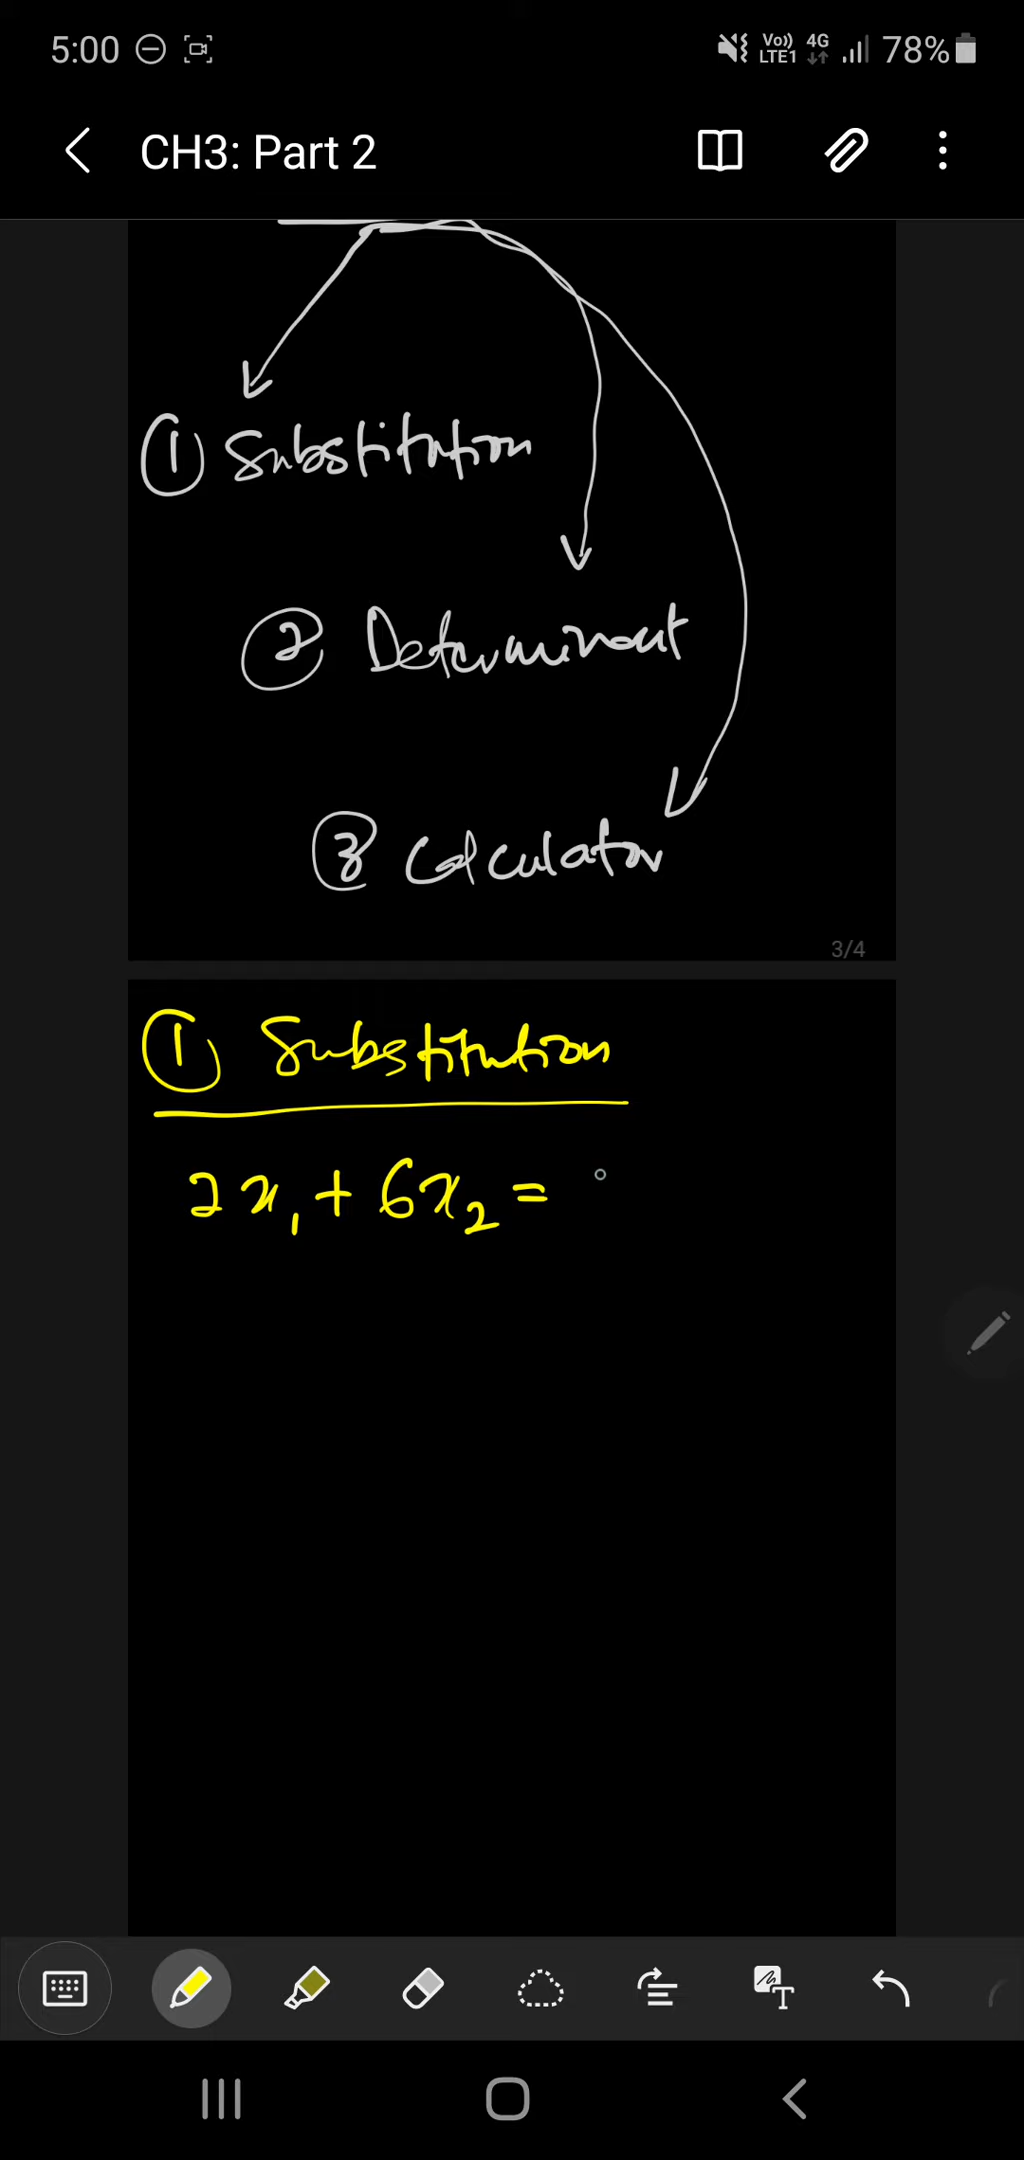 5:00 Vo)) LTE1 4G 78%
CH3: Part 2
① Substitution
② Determinant
③ Calculator
3/4
① Substitution
2x₁ + 6x₂ =